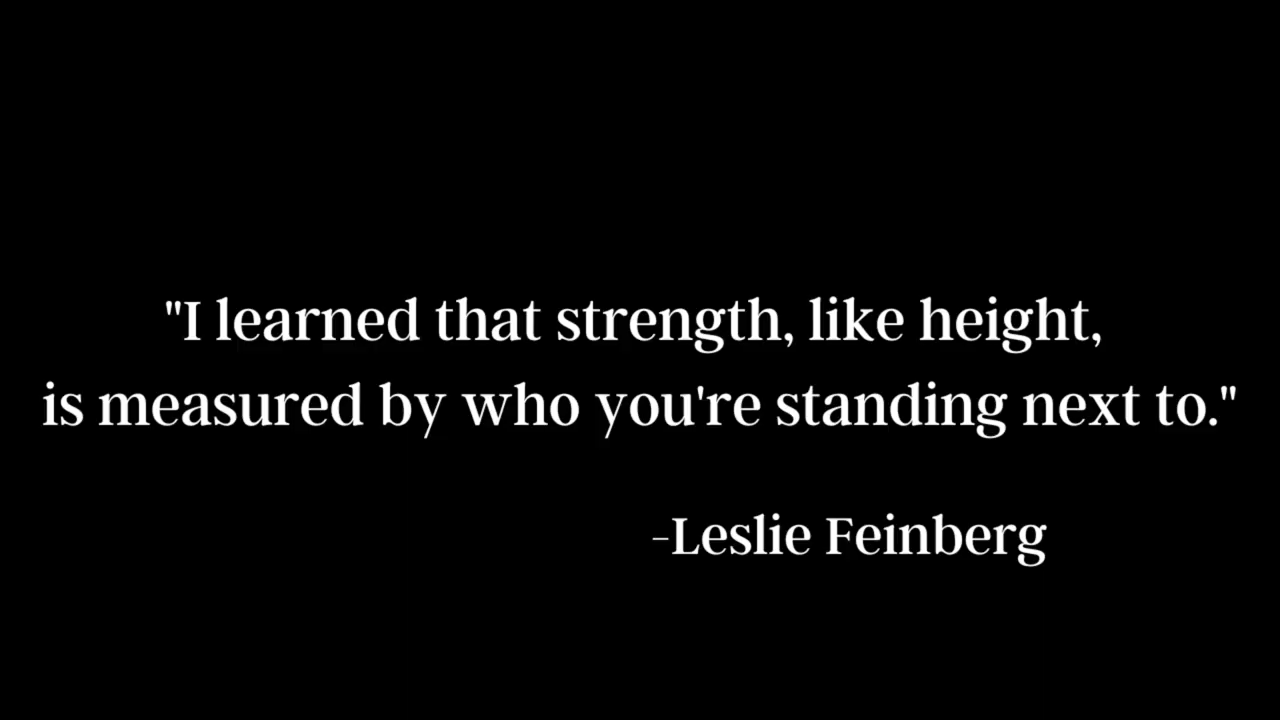 "I learned that strength, like height,
is measured by who you're standing next to."
-Leslie Feinberg